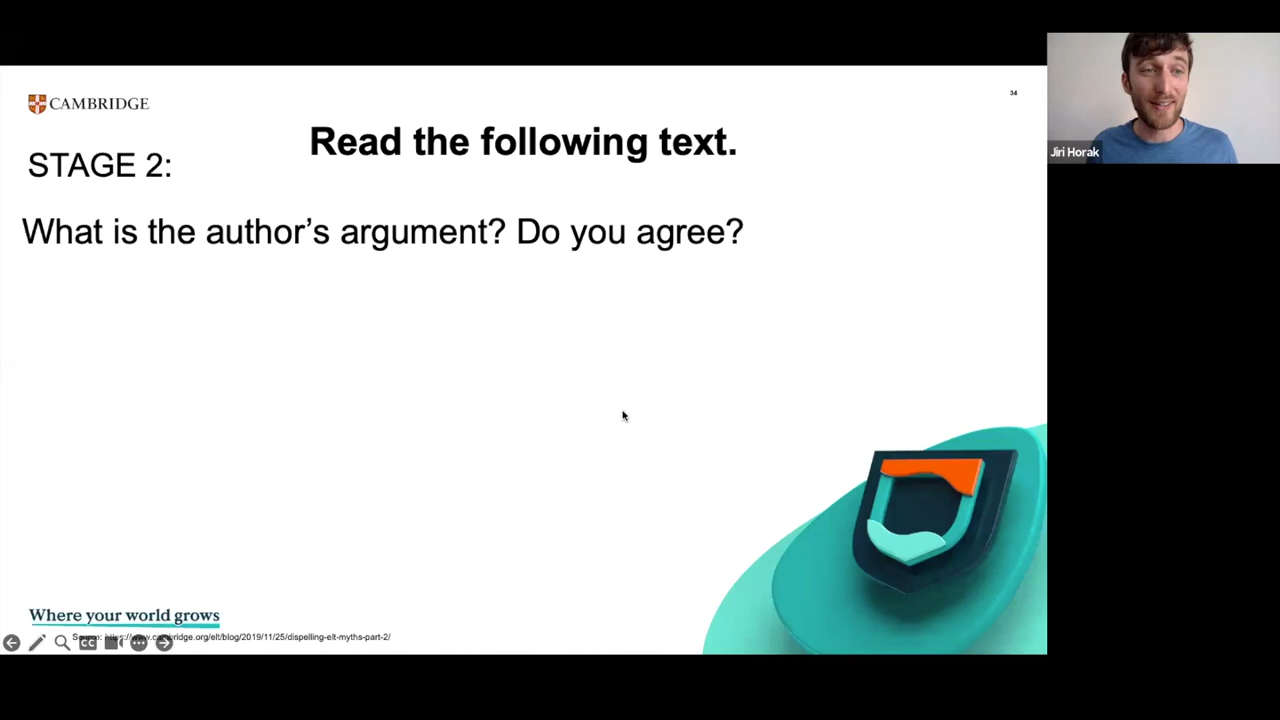 34
CAMBRIDGE
Read the following text.
STAGE 2:
What is the author’s argument? Do you agree?
Jiri Horak
Where your world grows
Source: https://www.cambridge.org/elt/blog/2019/11/25/dispelling-elt-myths-part-2/
CC